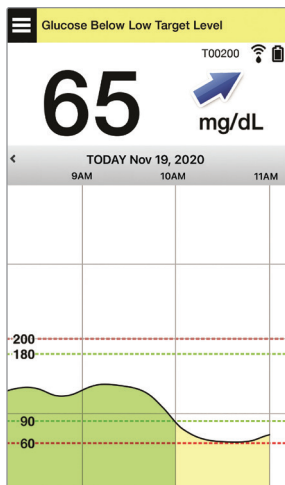 Glucose Below Low Target Level
T00200
65
mg/dL
< TODAY Nov 19, 2020
9AM 10AM 11AM
200
180
90
60